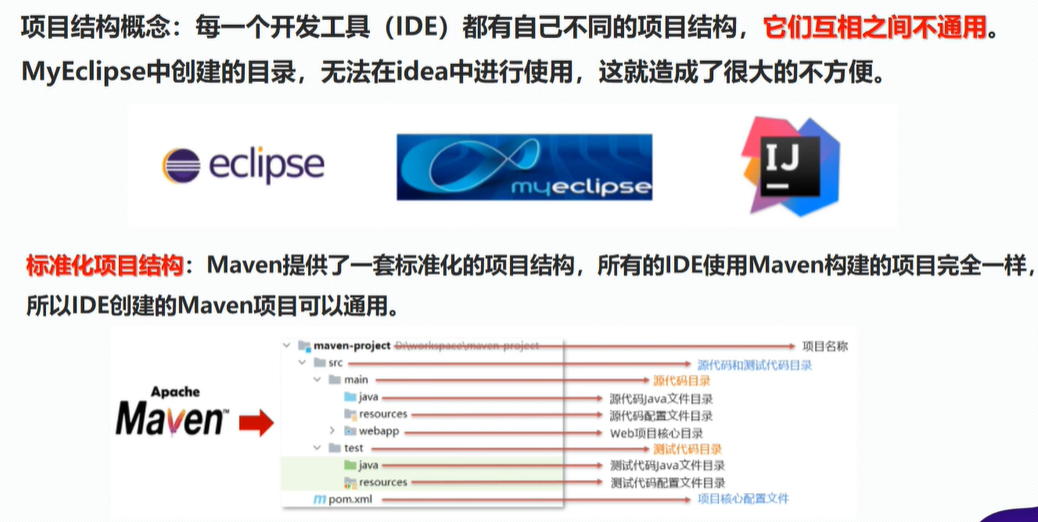 项目结构概念：每一个开发工具（IDE）都有自己不同的项目结构，它们互相之间不通用。
MyEclipse中创建的目录，无法在idea中进行使用，这就造成了很大的不方便。
eclipse
myeclipse
IJ
标准化项目结构：Maven提供了一套标准化的项目结构，所有的IDE使用Maven构建的项目完全一样，
所以IDE创建的Maven项目可以通用。
Apache
Maven™
maven-project D:\workspace\maven-project 项目名称
src 源代码和测试代码目录
main 源代码目录
java 源代码Java文件目录
resources 源代码配置文件目录
webapp Web项目核心目录
test 测试代码目录
java 测试代码Java文件目录
resources 测试代码配置文件目录
m pom.xml 项目核心配置文件